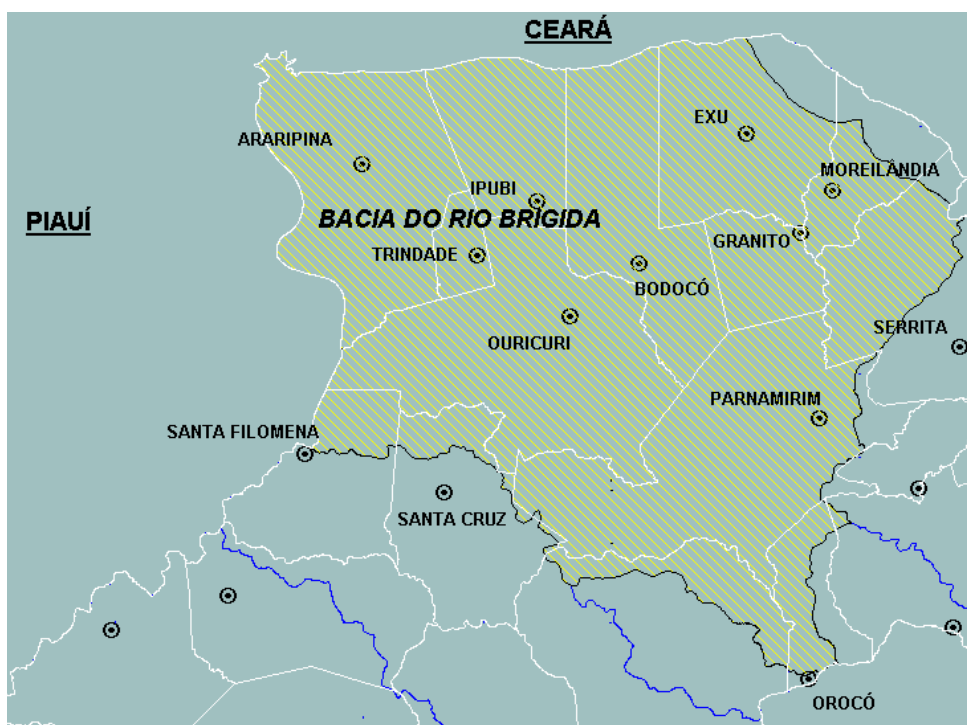 CEARÁ
EXU
ARARIPINA
MOREILÂNDIA
IPUBI
PIAUÍ
BACIA DO RIO BRÍGIDA
GRANITO
TRINDADE
BODOCÓ
SERRITA
OURICURI
PARNAMIRIM
SANTA FILOMENA
SANTA CRUZ
OROCÓ